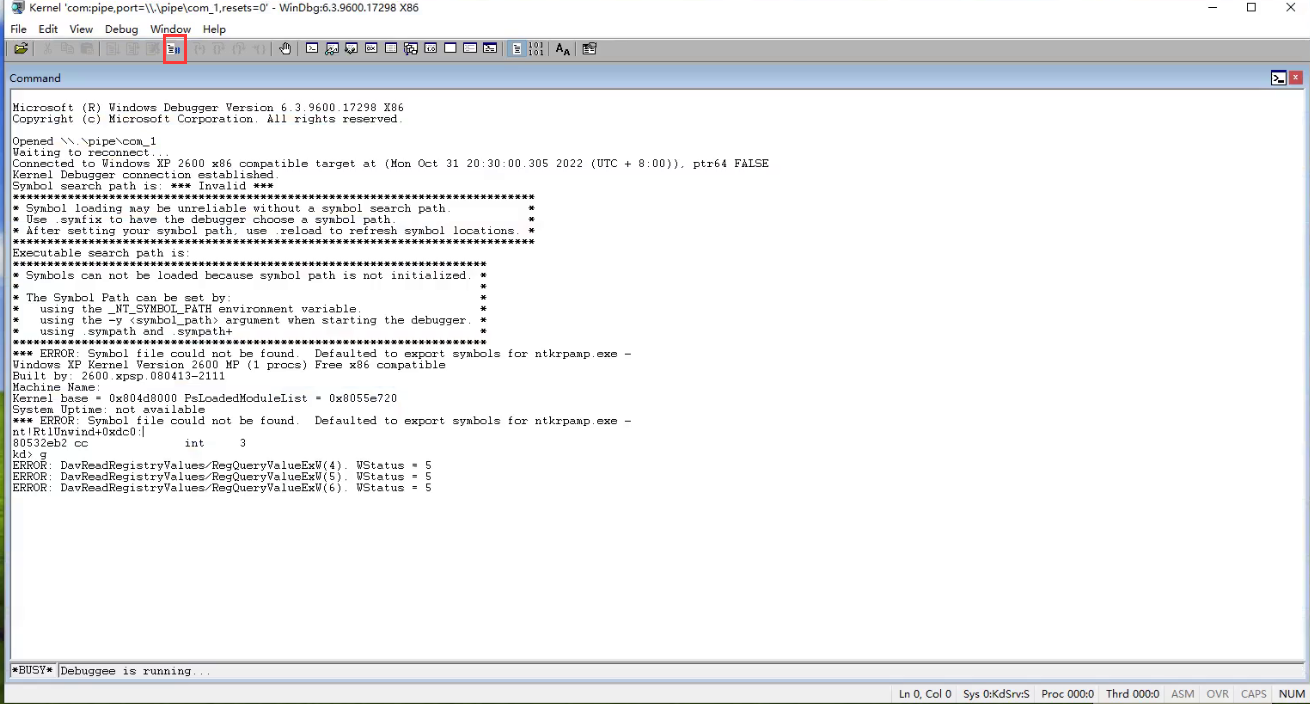 Kernel 'com:pipe,port=\\.\pipe\com_1,resets=0' - WinDbg:6.3.9600.17298 X86
File Edit View Debug Window Help
Command
Microsoft (R) Windows Debugger Version 6.3.9600.17298 X86
Copyright (c) Microsoft Corporation. All rights reserved.
Opened \\.\pipe\com_1
Waiting to reconnect...
Connected to Windows XP 2600 x86 compatible target at (Mon Oct 31 20:30:00.305 2022 (UTC + 8:00)), ptr64 FALSE
Kernel Debugger connection established.
Symbol search path is: *** Invalid ***
****************************************************************************
* Symbol loading may be unreliable without a symbol search path.           *
* Use .symfix to have the debugger choose a symbol path.                   *
* After setting your symbol path, use .reload to refresh symbol locations. *
****************************************************************************
Executable search path is:
*********************************************************************
* Symbols can not be loaded because symbol path is not initialized. *
*                                                                   *
* The Symbol Path can be set by:                                    *
*   using the _NT_SYMBOL_PATH environment variable.                 *
*   using the -y <symbol_path> argument when starting the debugger. *
*   using .sympath and .sympath+                                    *
*********************************************************************
*** ERROR: Symbol file could not be found.  Defaulted to export symbols for ntkrpamp.exe -
Windows XP Kernel Version 2600 MP (1 procs) Free x86 compatible
Built by: 2600.xpsp.080413-2111
Machine Name:
Kernel base = 0x804d8000 PsLoadedModuleList = 0x8055e720
System Uptime: not available
*** ERROR: Symbol file could not be found.  Defaulted to export symbols for ntkrpamp.exe -
nt!RtlUnwind+0xdc0:
80532eb2 cc              int     3
kd> g
ERROR: DavReadRegistryValues/RegQueryValueExW(4). WStatus = 5
ERROR: DavReadRegistryValues/RegQueryValueExW(5). WStatus = 5
ERROR: DavReadRegistryValues/RegQueryValueExW(6). WStatus = 5
*BUSY* Debuggee is running...
Ln 0, Col 0 Sys 0:KdSrv:S Proc 000:0 Thrd 000:0 ASM OVR CAPS NUM